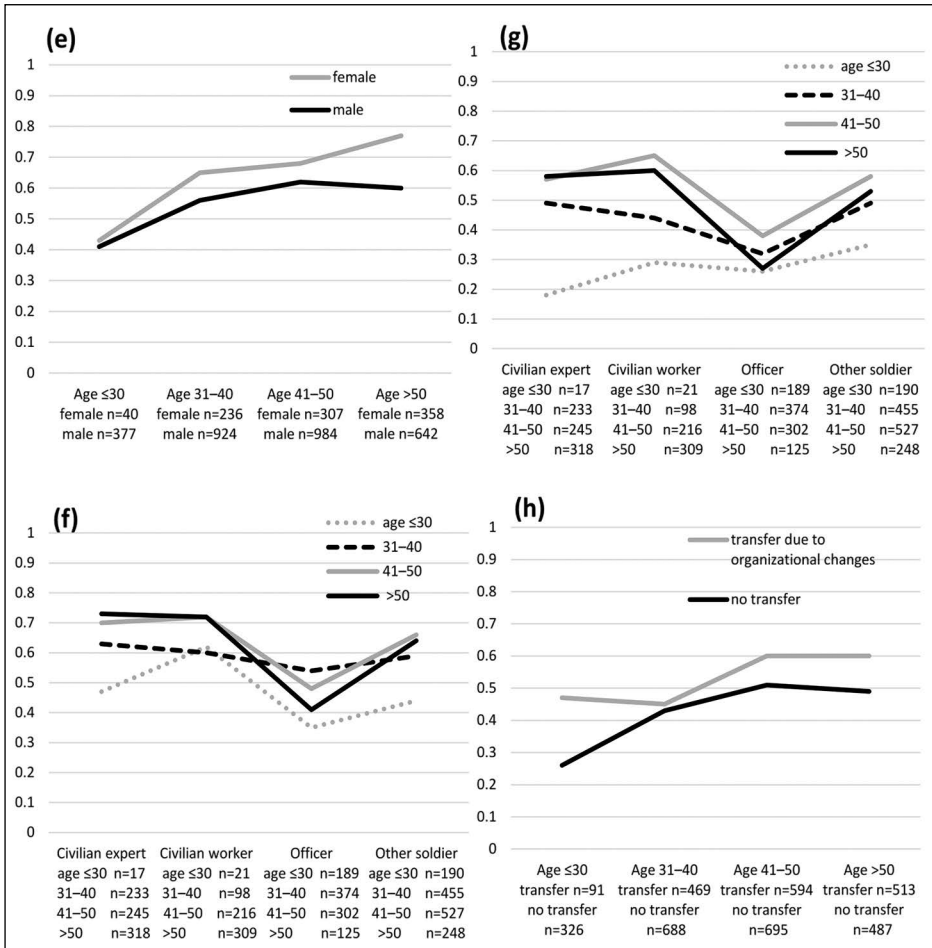 (e)
1
0.9
0.8
0.7
0.6
0.5
0.4
0.3
0.2
0.1
0
female
male
Age ≤30 Age 31–40 Age 41–50 Age >50
female n=40 female n=236 female n=307 female n=358
male n=377 male n=924 male n=984 male n=642
(g)
1
0.9
0.8
0.7
0.6
0.5
0.4
0.3
0.2
0.1
0
age ≤30
31–40
41–50
>50
Civilian expert Civilian worker Officer Other soldier
age ≤30 n=17 age ≤30 n=21 age ≤30 n=189 age ≤30 n=190
31–40 n=233 31–40 n=98 31–40 n=374 31–40 n=455
41–50 n=245 41–50 n=216 41–50 n=302 41–50 n=527
>50 n=318 >50 n=309 >50 n=125 >50 n=248
(f)
1
0.9
0.8
0.7
0.6
0.5
0.4
0.3
0.2
0.1
0
age ≤30
31–40
41–50
>50
Civilian expert Civilian worker Officer Other soldier
age ≤30 n=17 age ≤30 n=21 age ≤30 n=189 age ≤30 n=190
31–40 n=233 31–40 n=98 31–40 n=374 31–40 n=455
41–50 n=245 41–50 n=216 41–50 n=302 41–50 n=527
>50 n=318 >50 n=309 >50 n=125 >50 n=248
(h)
1
0.9
0.8
0.7
0.6
0.5
0.4
0.3
0.2
0.1
0
transfer due to
organizational changes
no transfer
Age ≤30 Age 31–40 Age 41–50 Age >50
transfer n=91 transfer n=469 transfer n=594 transfer n=513
no transfer no transfer no transfer no transfer
n=326 n=688 n=695 n=487